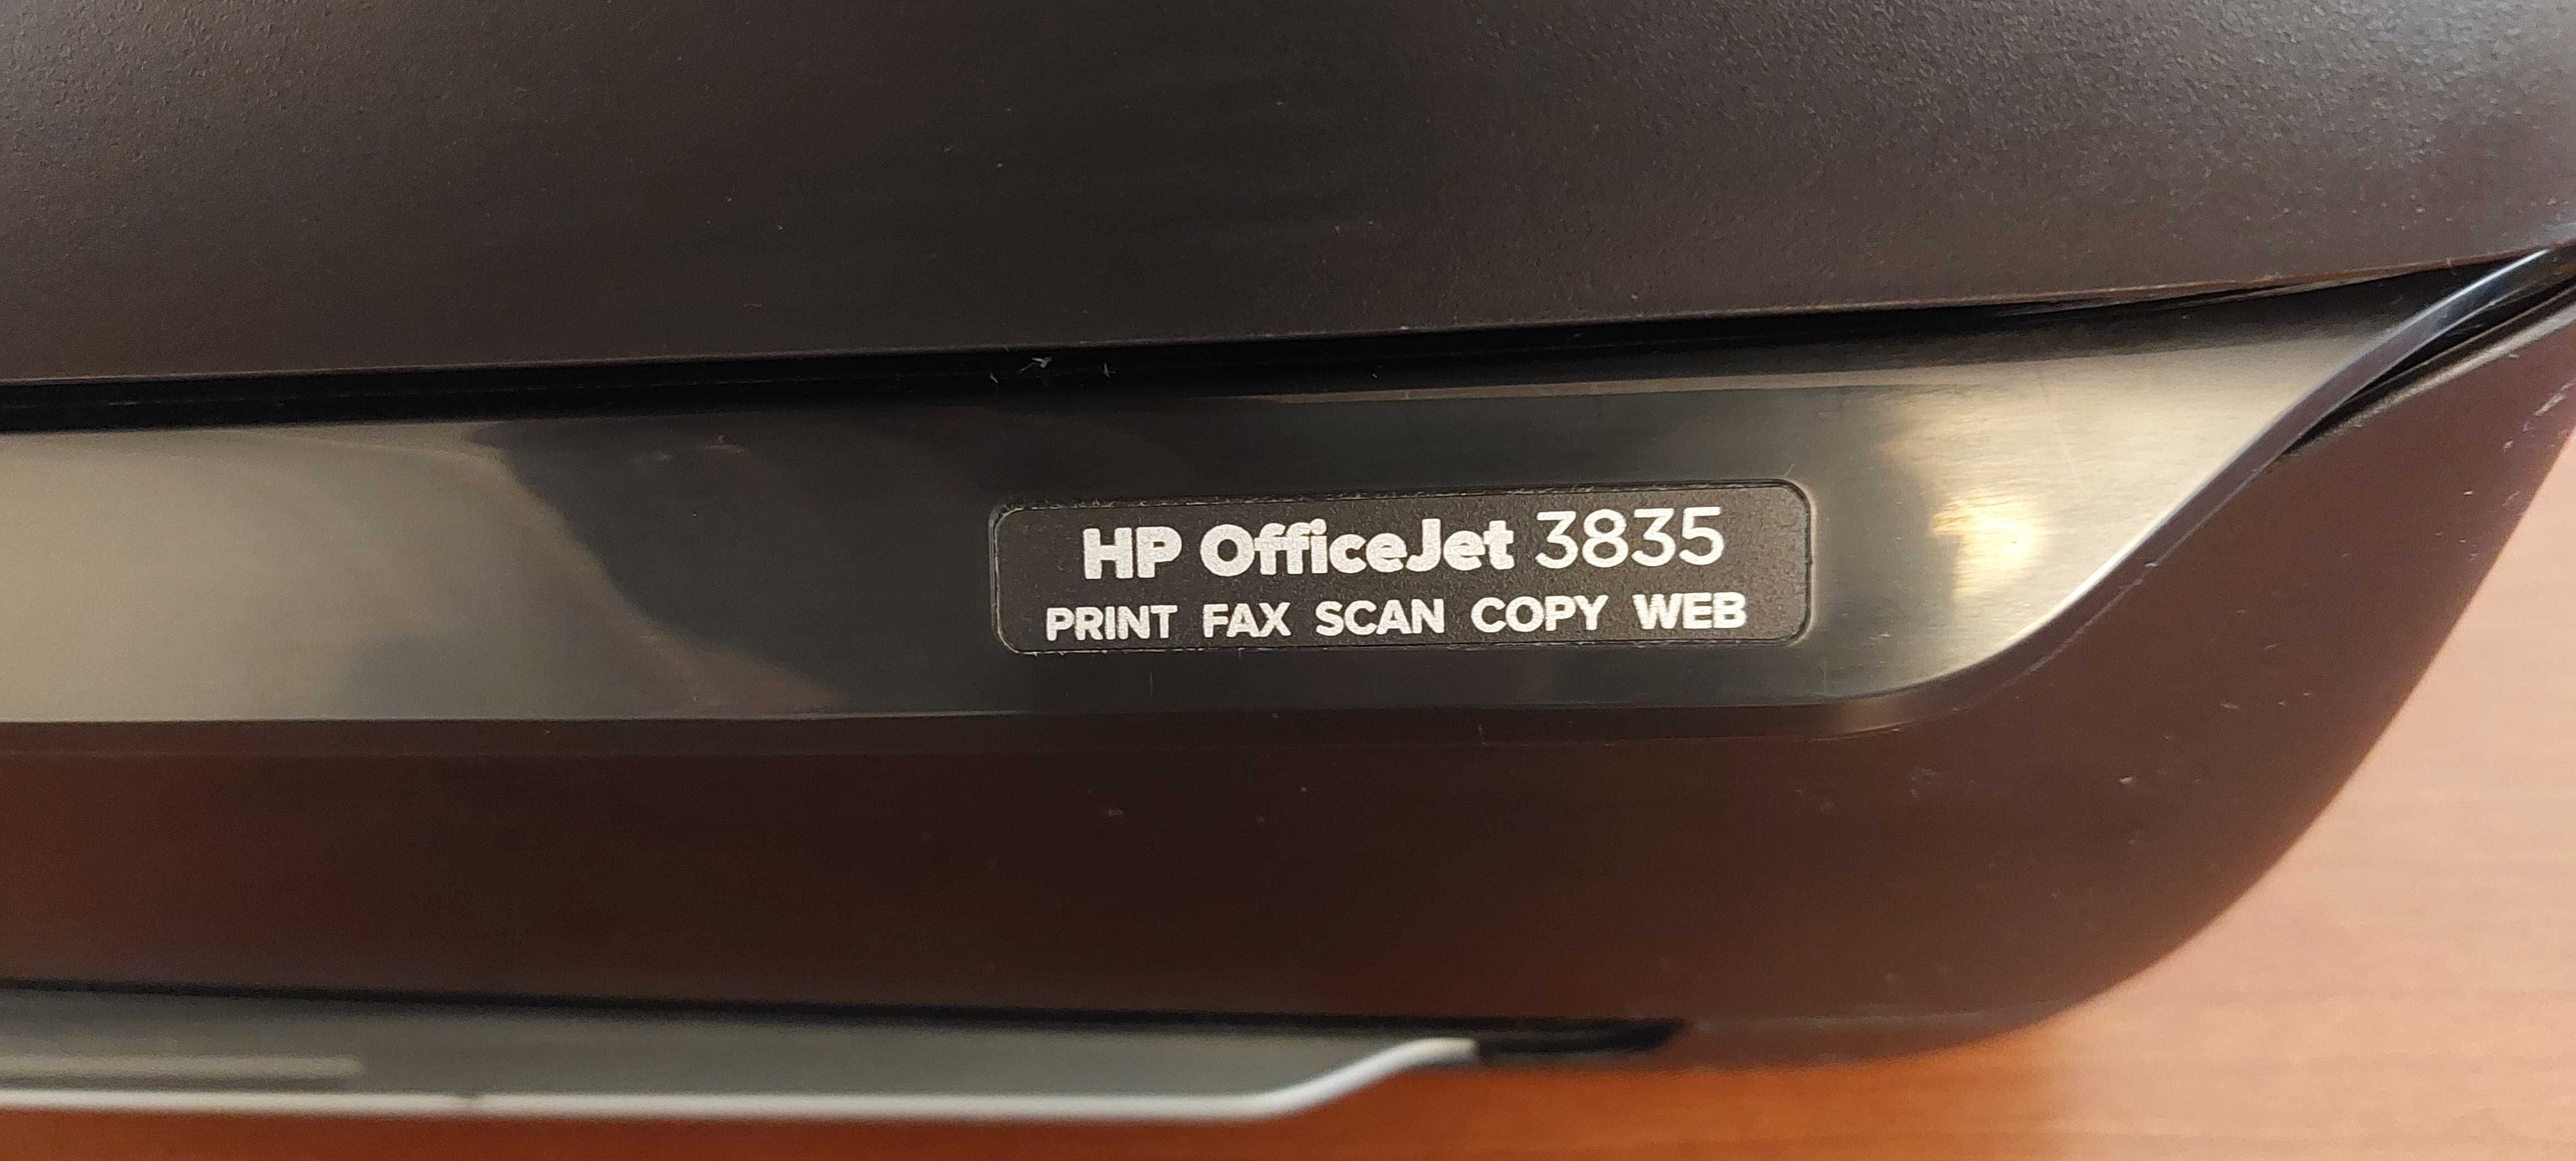 HP OfficeJet 3835
PRINT FAX SCAN COPY WEB